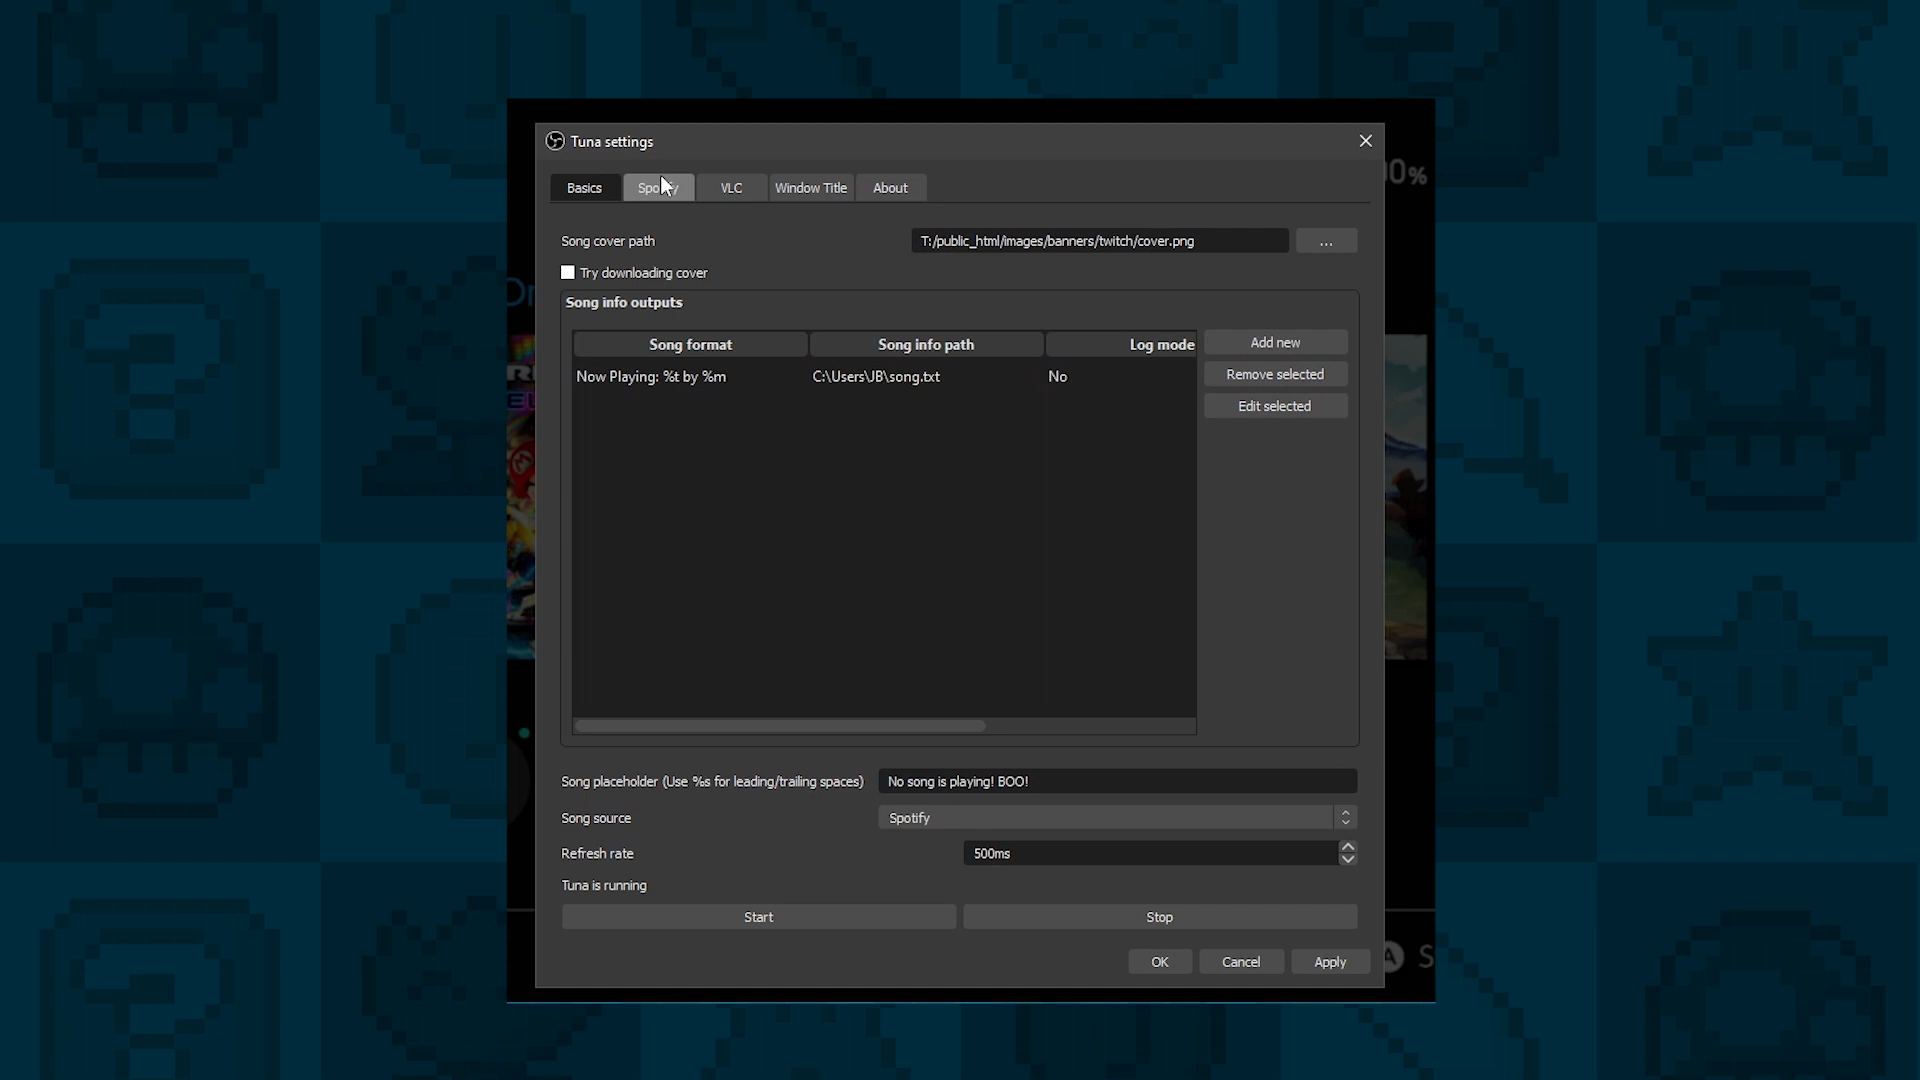 Tuna settings
Basics Spotify VLC Window Title About
Song cover path T:/public_html/images/banners/twitch/cover.png ...
Try downloading cover
Song info outputs
Song format Song info path Log mode Add new
Now Playing: %t by %m C:\Users\JB\song.txt No Remove selected
Edit selected
Song placeholder (Use %s for leading/trailing spaces) No song is playing! BOO!
Song source Spotify
Refresh rate 500ms
Tuna is running
Start Stop
OK Cancel Apply